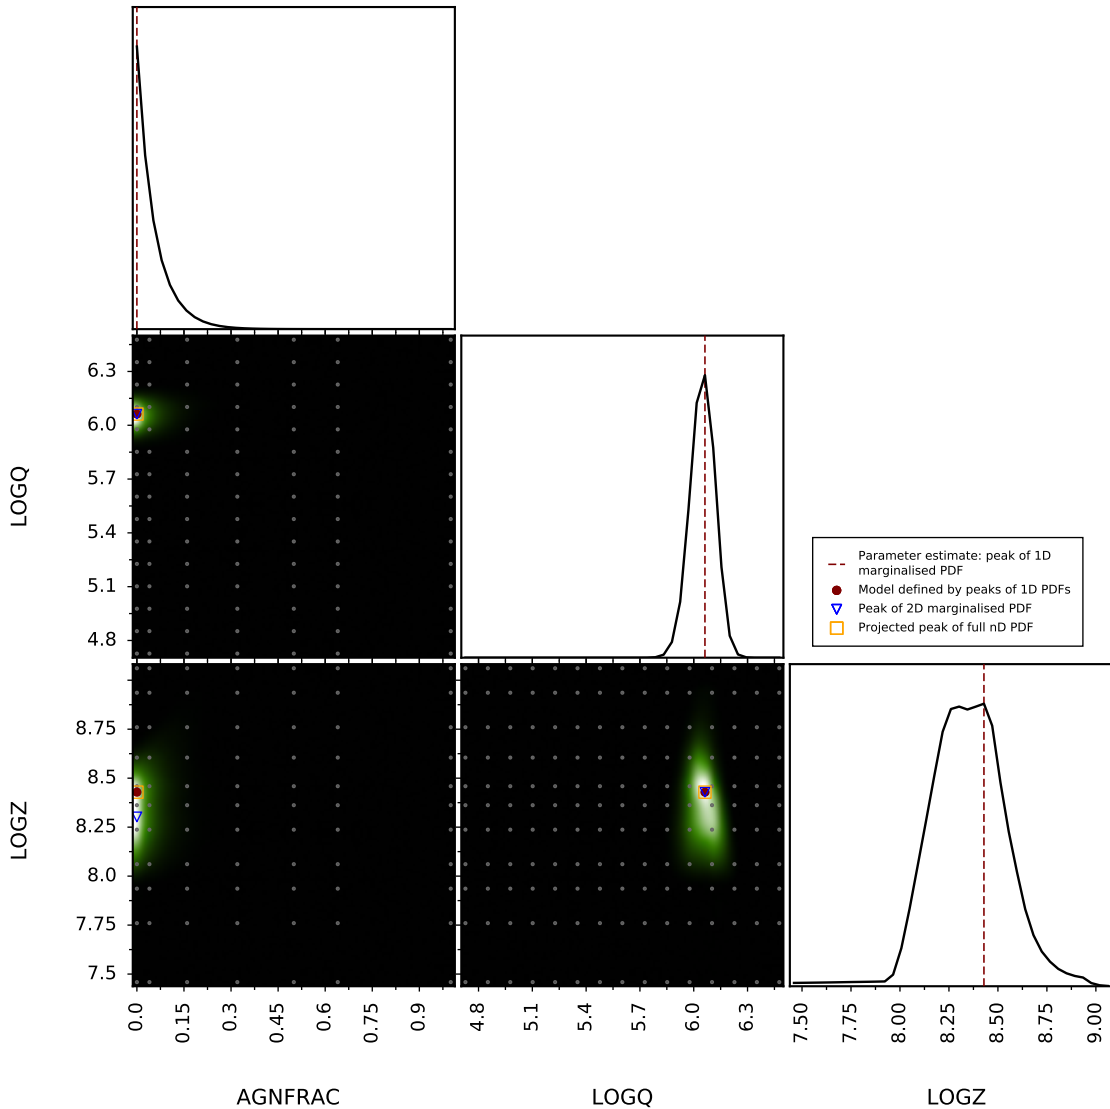 6.3
6.0
5.7
5.4
5.1
4.8
LOGQ
Parameter estimate: peak of 1D
marginalised PDF
Model defined by peaks of 1D PDFs
Peak of 2D marginalised PDF
Projected peak of full nD PDF
8.75
8.5
8.25
8.0
7.75
7.5
LOGZ
0.0 0.15 0.3 0.45 0.6 0.75 0.9
4.8 5.1 5.4 5.7 6.0 6.3
7.50 7.75 8.00 8.25 8.50 8.75 9.00
AGNFRAC LOGQ LOGZ